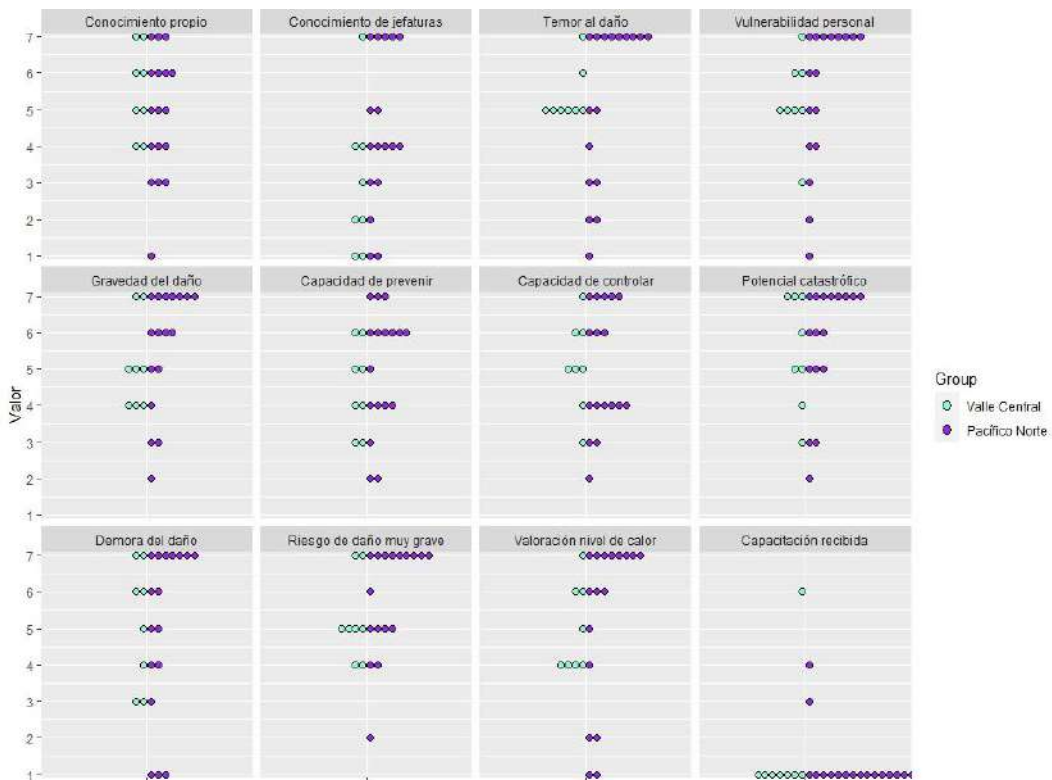 Conocimiento propio
Conocimiento de jefaturas
Temor al daño
Vulnerabilidad personal
7
6
5
4
3
2
1
Gravedad del daño
Capacidad de prevenir
Capacidad de controlar
Potencial catastrófico
7
6
5
4
3
2
1
Valor
Group
Valle Central
Pacífico Norte
Demora del daño
Riesgo de daño muy grave
Valoración nivel de calor
Capacitación recibida
7
6
5
4
3
2
1